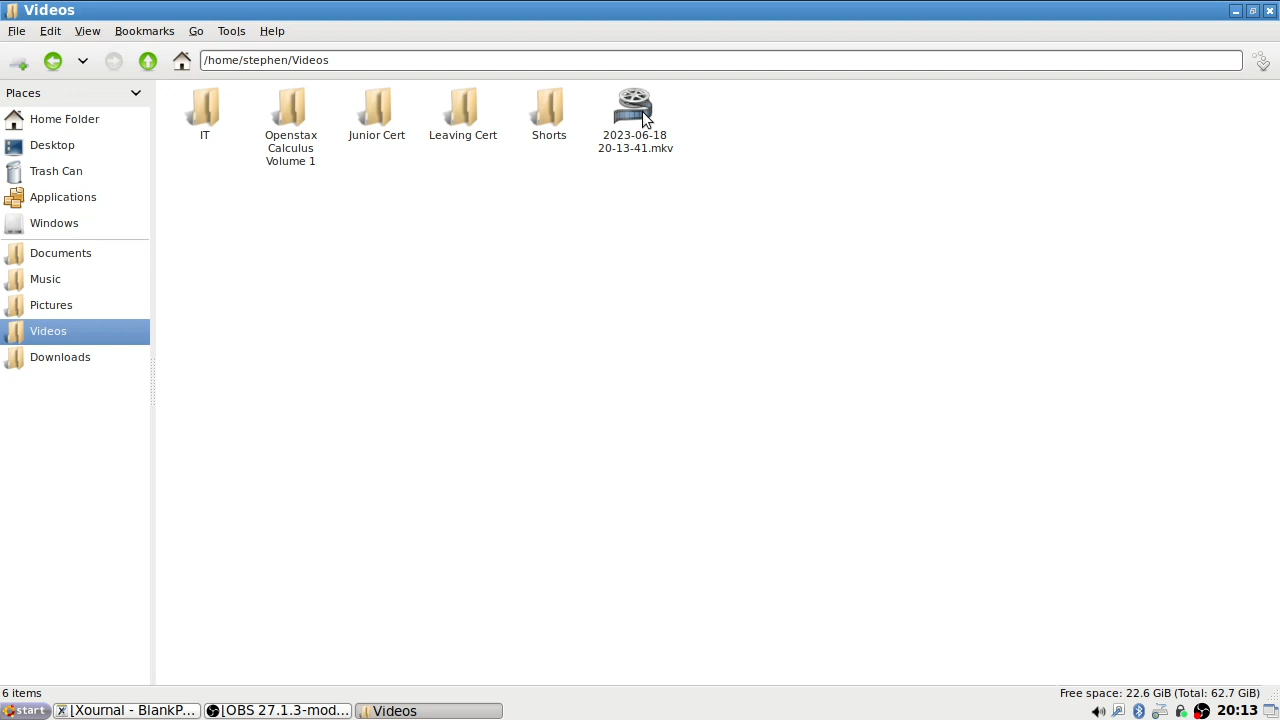 Videos
File Edit View Bookmarks Go Tools Help
/home/stephen/Videos
Places
Home Folder
Desktop
Trash Can
Applications
Windows
Documents
Music
Pictures
Videos
Downloads
IT
Openstax
Calculus
Volume 1
Junior Cert
Leaving Cert
Shorts
2023-06-18
20-13-41.mkv
6 items
Free space: 22.6 GiB (Total: 62.7 GiB)
start
[Xournal - BlankP...
[OBS 27.1.3-mod...
Videos
20:13